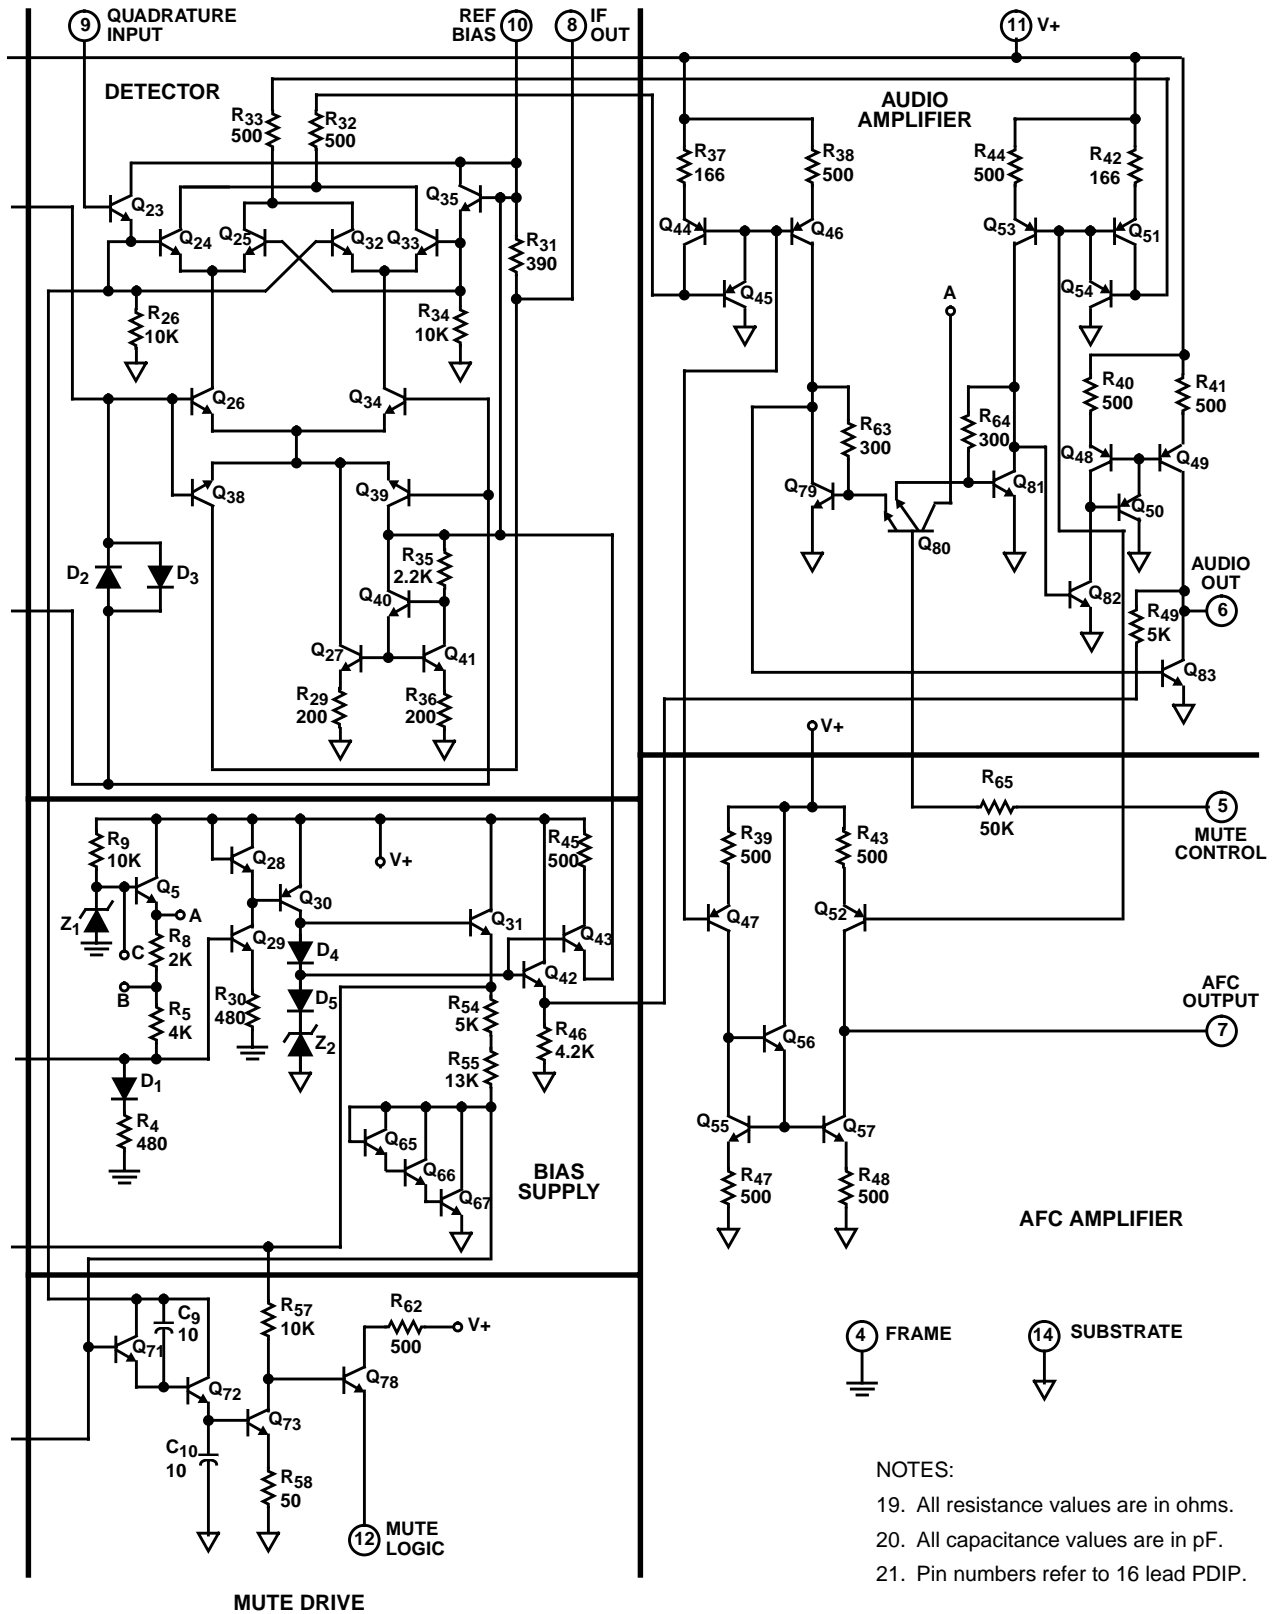 9 QUADRATURE
INPUT
REF
BIAS 10
8 IF
OUT
11 V+
DETECTOR
AUDIO
AMPLIFIER
R33
500
R32
500
R37
166
R38
500
R44
500
R42
166
Q23
Q24
Q25
Q32
Q33
Q35
R31
390
Q44
Q46
Q53
Q51
Q45
A
Q54
R26
10K
R34
10K
Q26
Q34
R40
500
R41
500
R63
300
R64
300
Q38
Q39
Q79
Q80
Q81
Q48
Q49
Q50
D2
D3
R35
2.2K
Q40
Q27
Q41
R29
200
R36
200
Q82
R49
5K
AUDIO
OUT
6
Q83
V+
R65
50K
5
MUTE
CONTROL
R9
10K
Q5
Z1
A
C
R8
2K
B
R5
4K
D1
R4
480
Q28
Q30
Q29
R30
480
V+
D4
D5
Z2
Q31
R45
500
Q43
Q42
R54
5K
R46
4.2K
R55
13K
Q65
Q66
Q67
BIAS
SUPPLY
R39
500
R43
500
Q47
Q52
AFC
OUTPUT
7
Q56
Q55
Q57
R47
500
R48
500
AFC AMPLIFIER
C9
10
Q71
Q72
C10
10
R57
10K
Q73
R58
50
R62
500
V+
Q78
12 MUTE
LOGIC
MUTE DRIVE
4 FRAME
14 SUBSTRATE
NOTES:
19. All resistance values are in ohms.
20. All capacitance values are in pF.
21. Pin numbers refer to 16 lead PDIP.